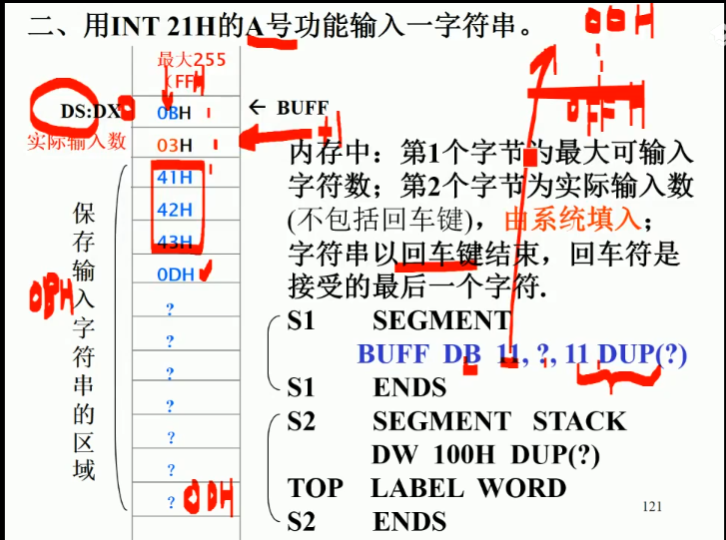 二、用INT 21H的A号功能输入一字符串。
最大255
(FFH
DS:DX
0BH
← BUFF
实际输入数
03H
41H
42H
43H
0DH
?
?
?
?
?
?
?
0DH
保存输入字符串的区域
0BH
00H
内存中：第1个字节为最大可输入
字符数；第2个字节为实际输入数
(不包括回车键)，由系统填入；
字符串以回车键结束，回车符是
接受的最后一个字符.
S1 SEGMENT
BUFF DB 11, ?, 11 DUP(?)
S1 ENDS
S2 SEGMENT STACK
DW 100H DUP(?)
TOP LABEL WORD
S2 ENDS
121